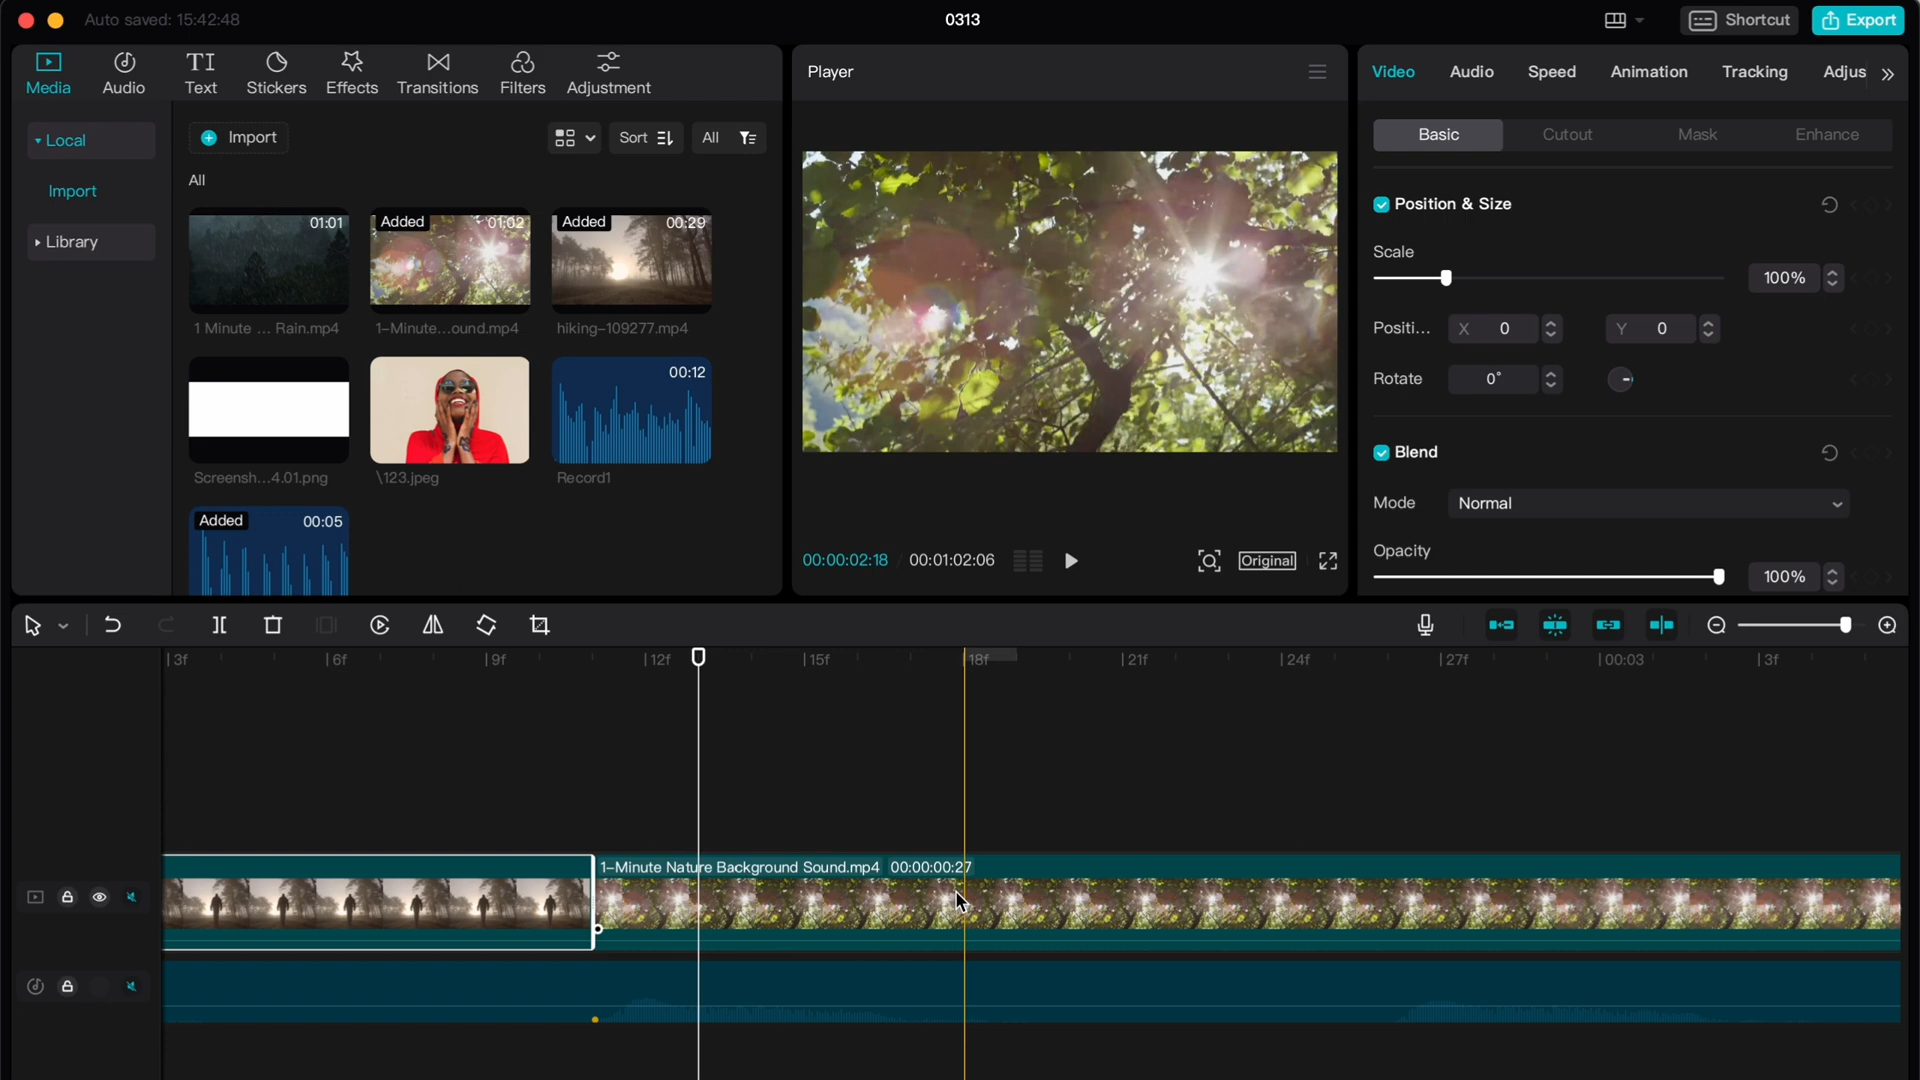 Auto saved: 15:42:48
0313
Shortcut
Export
Media
Audio
TI
Text
Stickers
Effects
Transitions
Filters
Adjustment
Player
Video
Audio
Speed
Animation
Tracking
Adjus
Local
Import
Library
Import
Sort
All
All
01:01
1 Minute ... Rain.mp4
Added
01:02
1-Minute...ound.mp4
Added
00:29
hiking-109277.mp4
Screensh...4.01.png
\123.jpeg
00:12
Record1
Added
00:05
Basic
Cutout
Mask
Enhance
Position & Size
Scale
100%
Positi...
X 0
Y 0
Rotate
0°
Blend
Mode
Normal
Opacity
100%
00:00:02:18 / 00:01:02:06
Original
3f
6f
9f
12f
15f
18f
21f
24f
27f
00:03
3f
1-Minute Nature Background Sound.mp4 00:00:00:27